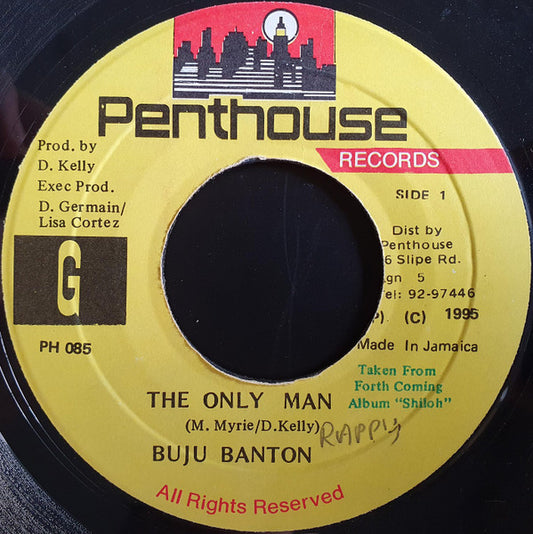 Penthouse
RECORDS
Prod. by
D. Kelly
Exec Prod.
D. Germain/
Lisa Cortez
G
PH 085
SIDE 1
Dist by
Penthouse
6 Slipe Rd.
gn 5
el: 92-97446
P) (C) 1995
Made In Jamaica
Taken From
Forth Coming
Album "Shiloh"
THE ONLY MAN
(M. Myrie/D.Kelly)
BUJU BANTON
All Rights Reserved